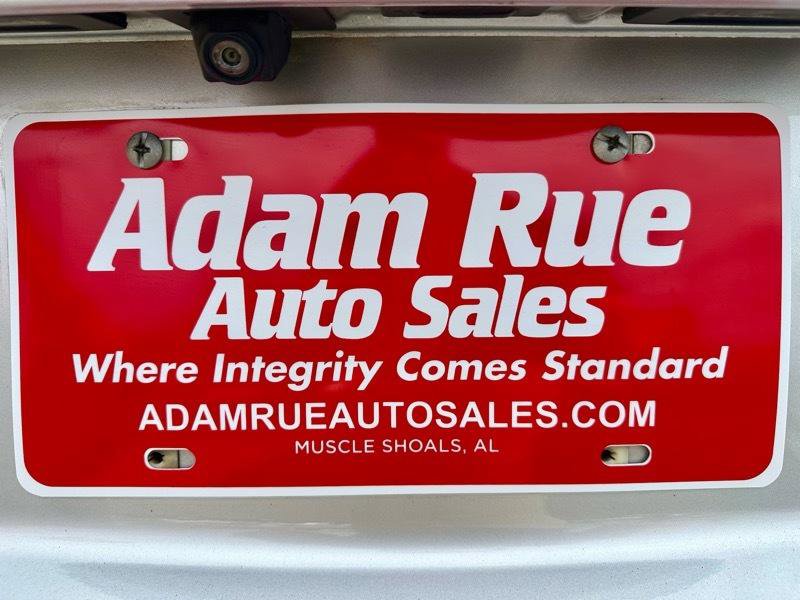 Adam Rue
Auto Sales
Where Integrity Comes Standard
ADAMRUEAUTOSALES.COM
MUSCLE SHOALS, AL